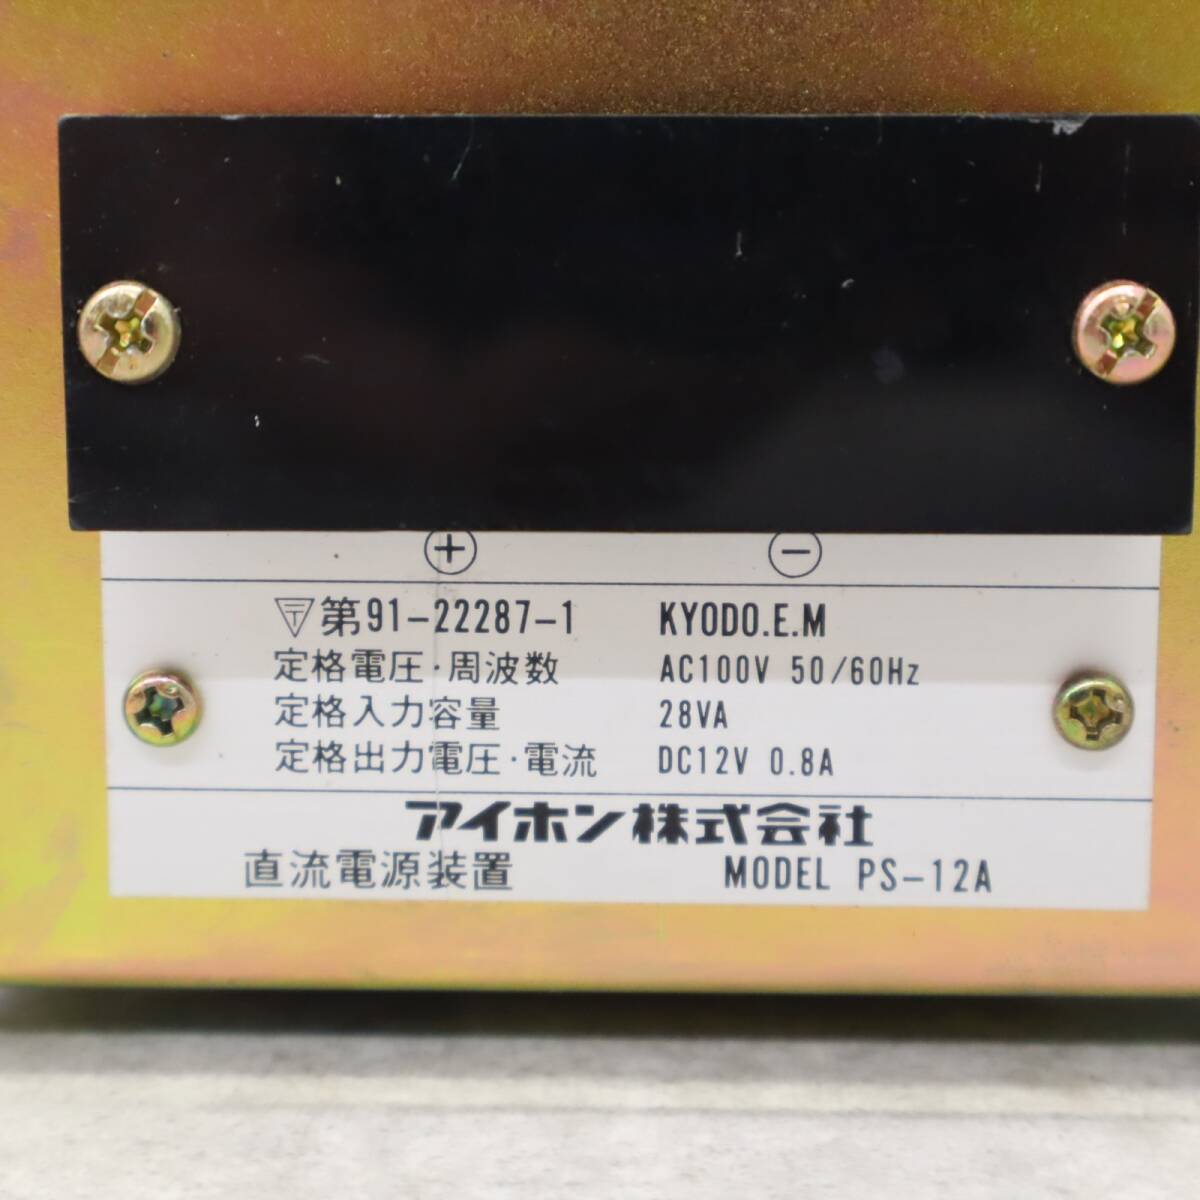 ⊕ ⊖
〒第91-22287-1 KYODO.E.M
定格電圧・周波数 AC100V 50/60Hz
定格入力容量 28VA
定格出力電圧・電流 DC12V 0.8A
アイホン株式会社
直流電源装置 MODEL PS-12A